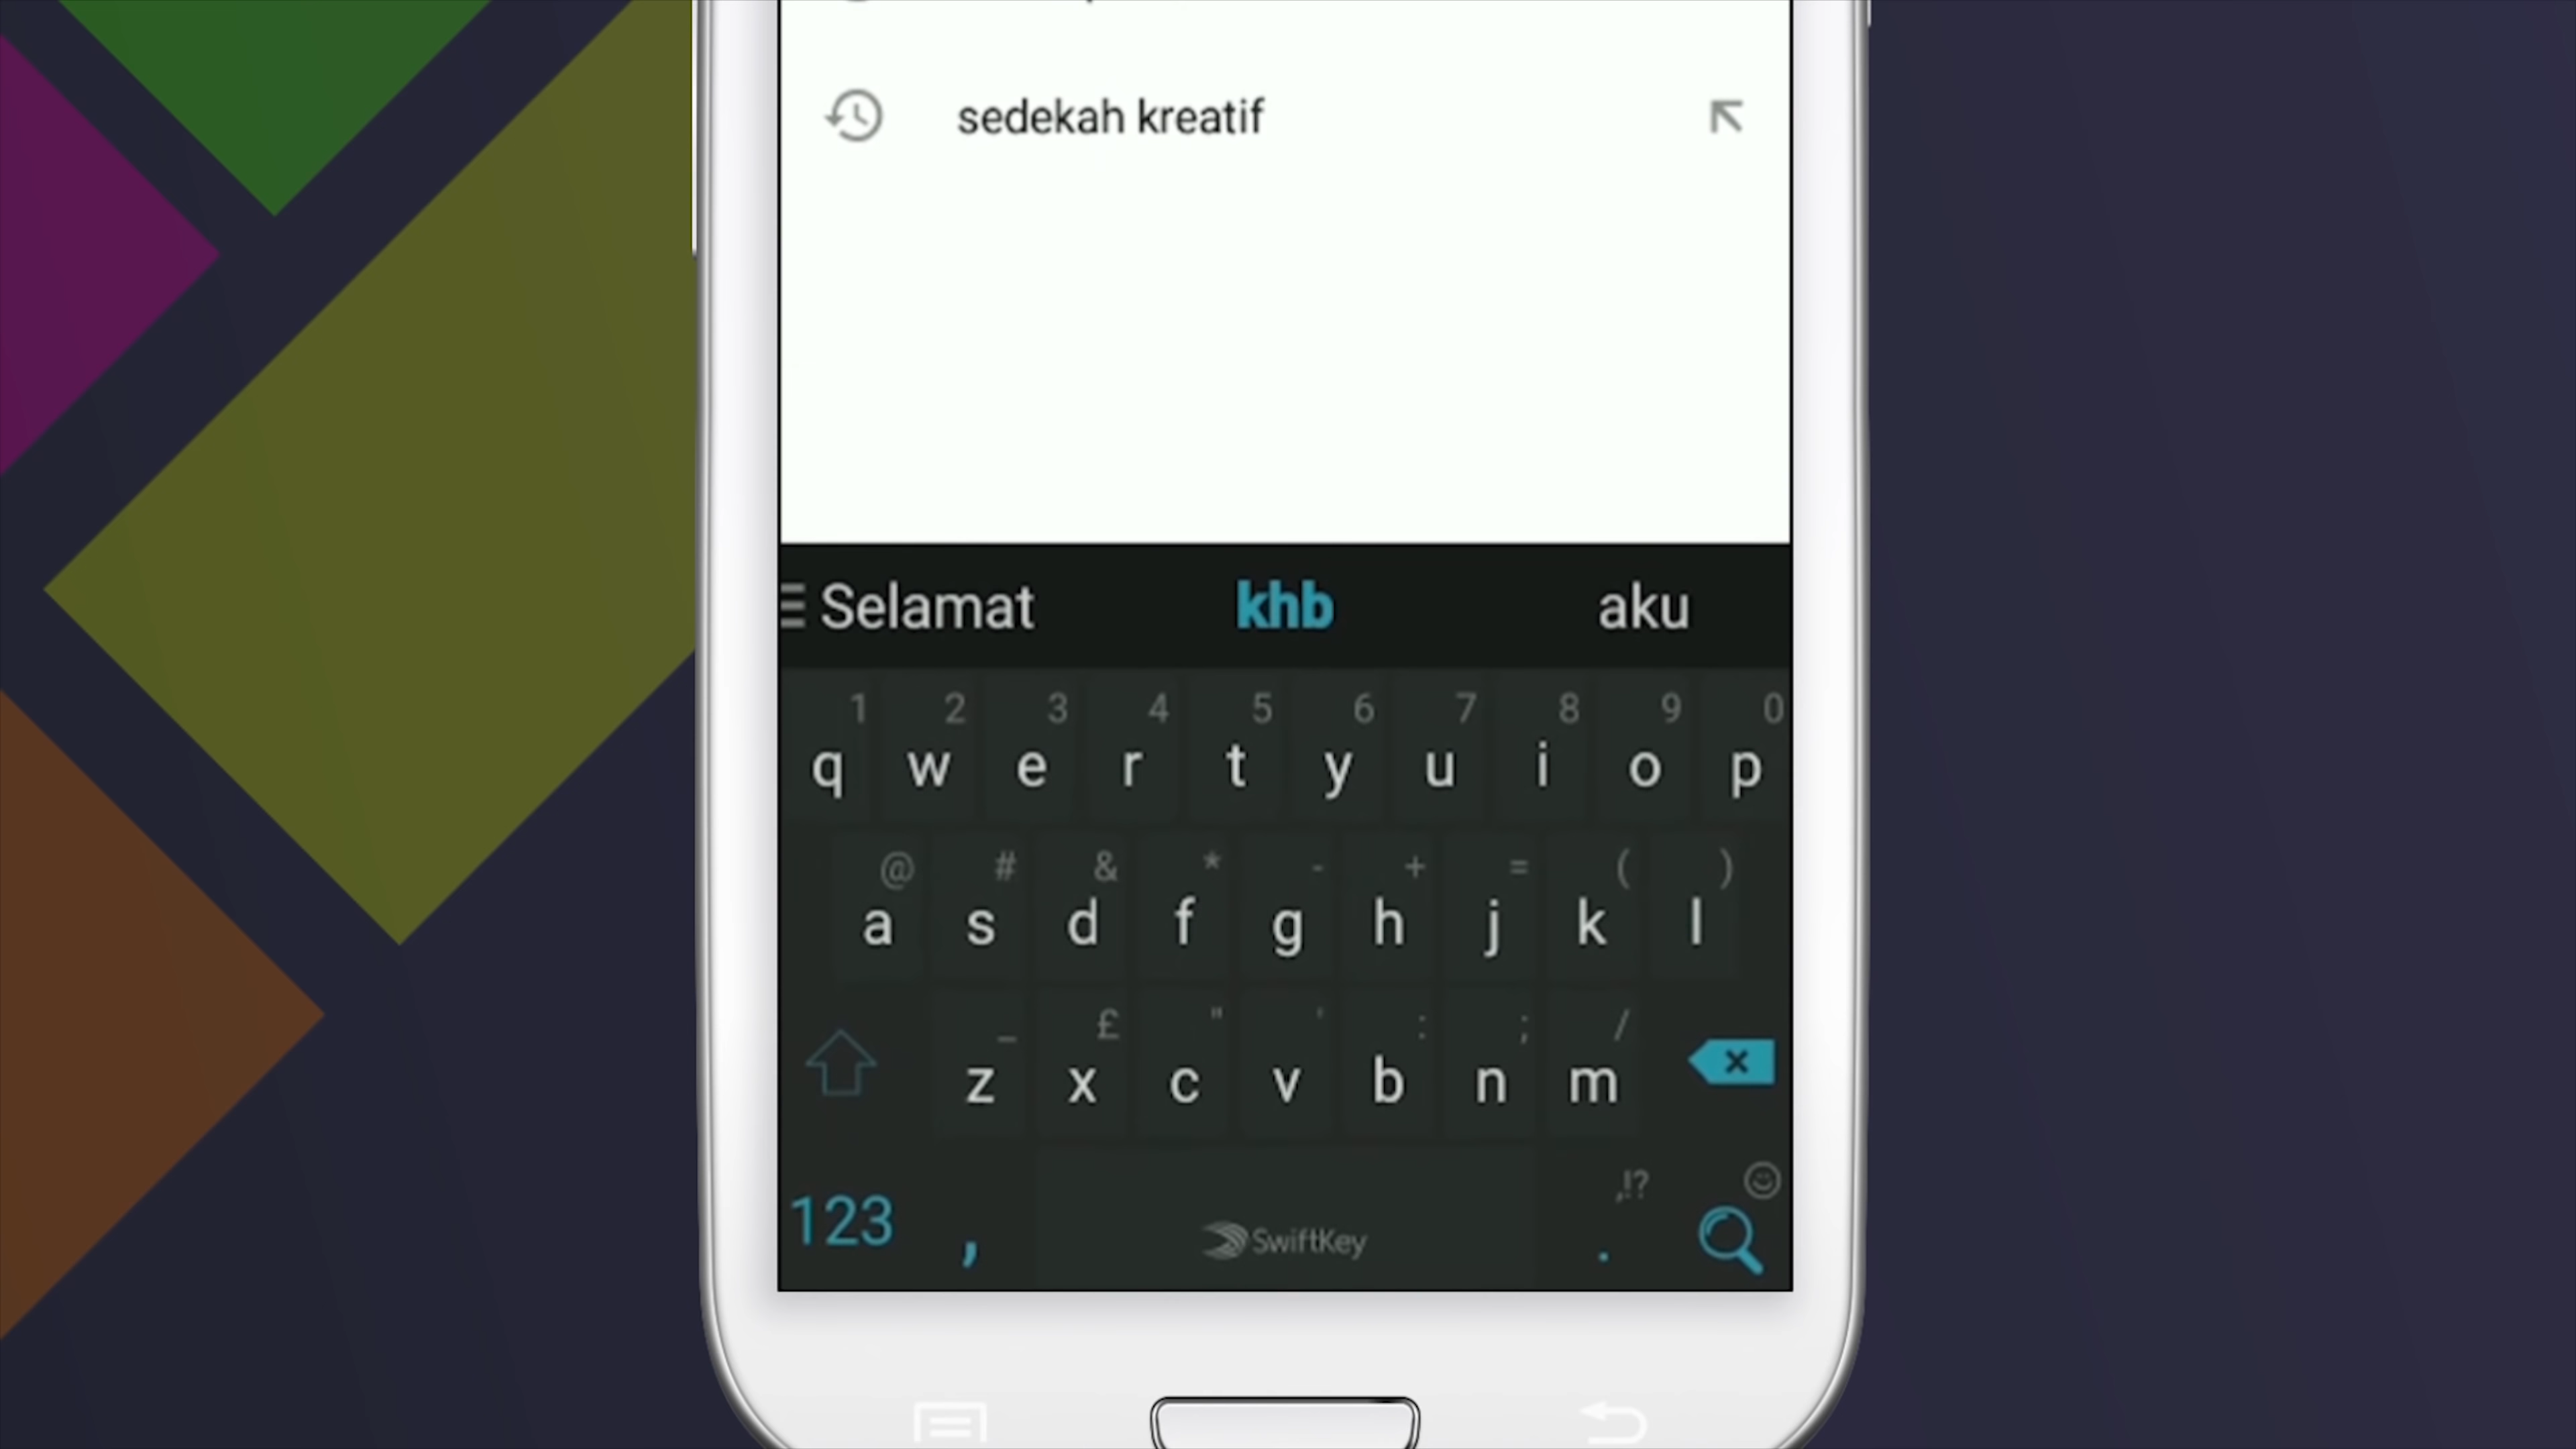 sedekah kreatif
Selamat khb aku
1 2 3 4 5 6 7 8 9 0
q w e r t y u i o p
@ # & * - + = ( )
a s d f g h j k l
_ £ " ' : ; /
z x c v b n m
,!?
123 , SwiftKey .